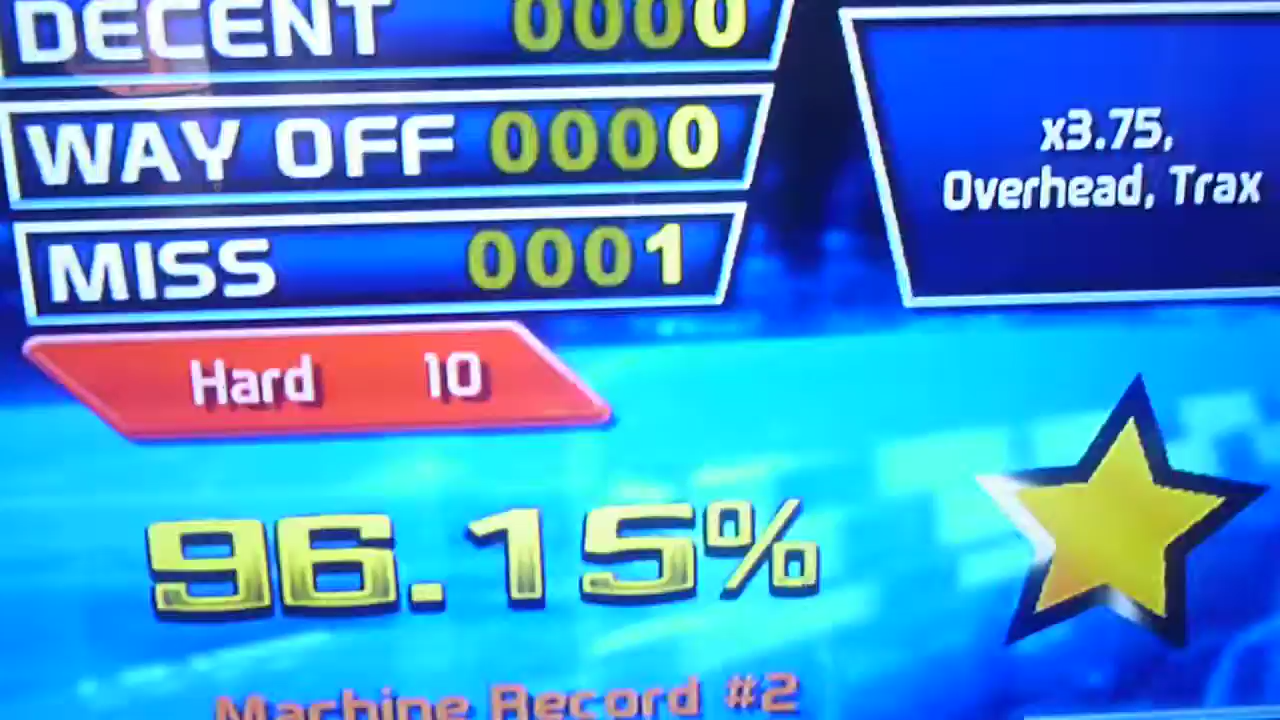 DECENT 0000
WAY OFF 0000
MISS 0001
x3.75,
Overhead, Trax
Hard 10
96.15%
Machine Record #2